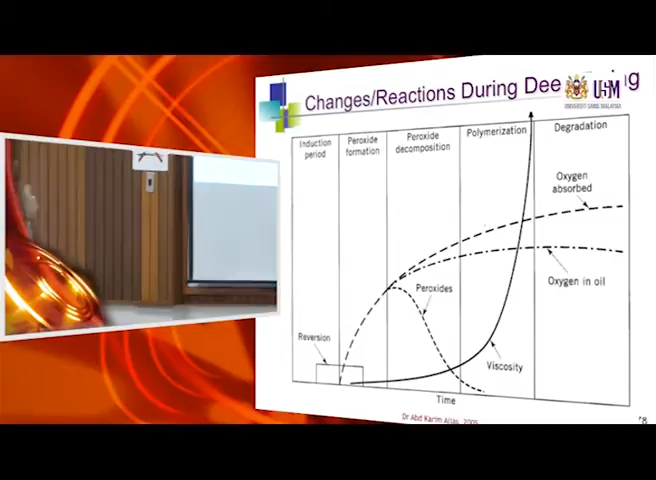 Changes/Reactions During Dee
USM
UNIVERSITI SAINS MALAYSIA
Induction
period
Peroxide
formation
Peroxide
decomposition
Polymerization
Degradation
Oxygen
absorbed
Oxygen in oil
Peroxides
Reversion
Viscosity
Time
Dr Abd Karim Alias, 2005